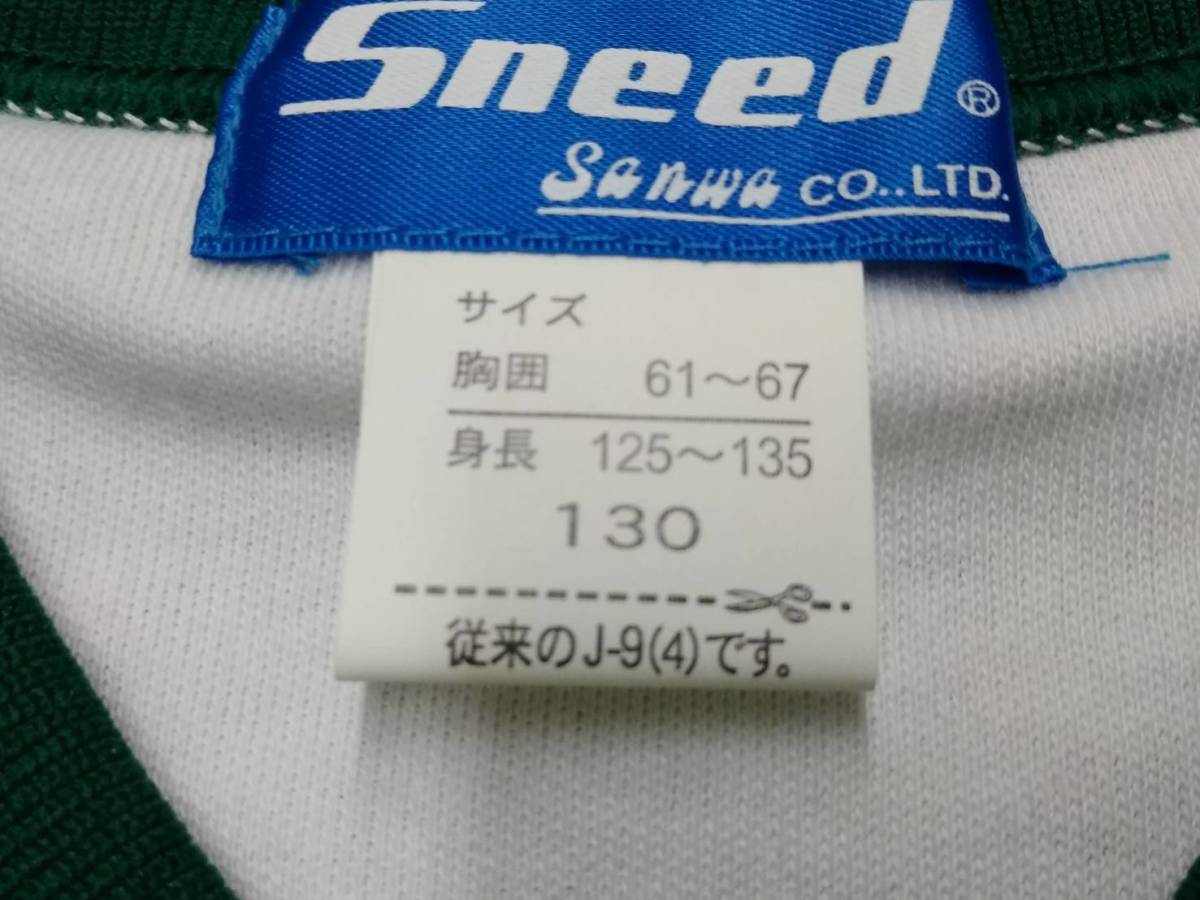 Sneed®
Sanwa CO.,LTD.
サイズ
胸囲 61〜67
身長 125〜135
130
従来のJ-9(4)です。